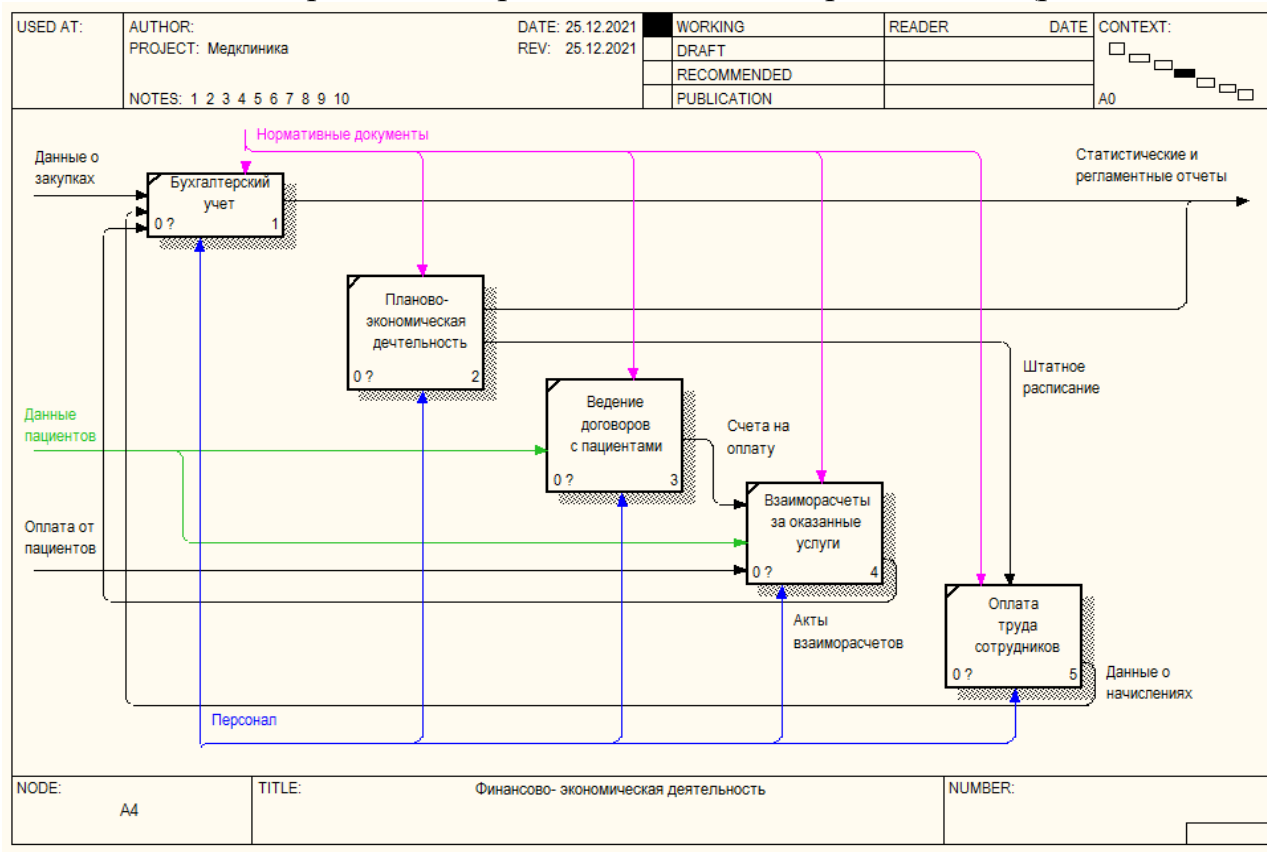 USED AT:
AUTHOR:
DATE: 25.12.2021
PROJECT: Медклиника
REV: 25.12.2021
NOTES: 1 2 3 4 5 6 7 8 9 10
WORKING
DRAFT
RECOMMENDED
PUBLICATION
READER
DATE
CONTEXT:
A0
Нормативные документы
Данные о
закупках
Бухгалтерский
учет
0 ?
1
Статистические и
регламентные отчеты
Планово-
экономическая
дечтельность
0 ?
2
Штатное
расписание
Данные
пациентов
Ведение
договоров
с пациентами
0 ?
3
Счета на
оплату
Оплата от
пациентов
Взаиморасчеты
за оказанные
услуги
0 ?
4
Акты
взаиморасчетов
Оплата
труда
сотрудников
0 ?
5
Данные о
начислениях
Персонал
NODE:
A4
TITLE:
Финансово- экономическая деятельность
NUMBER: